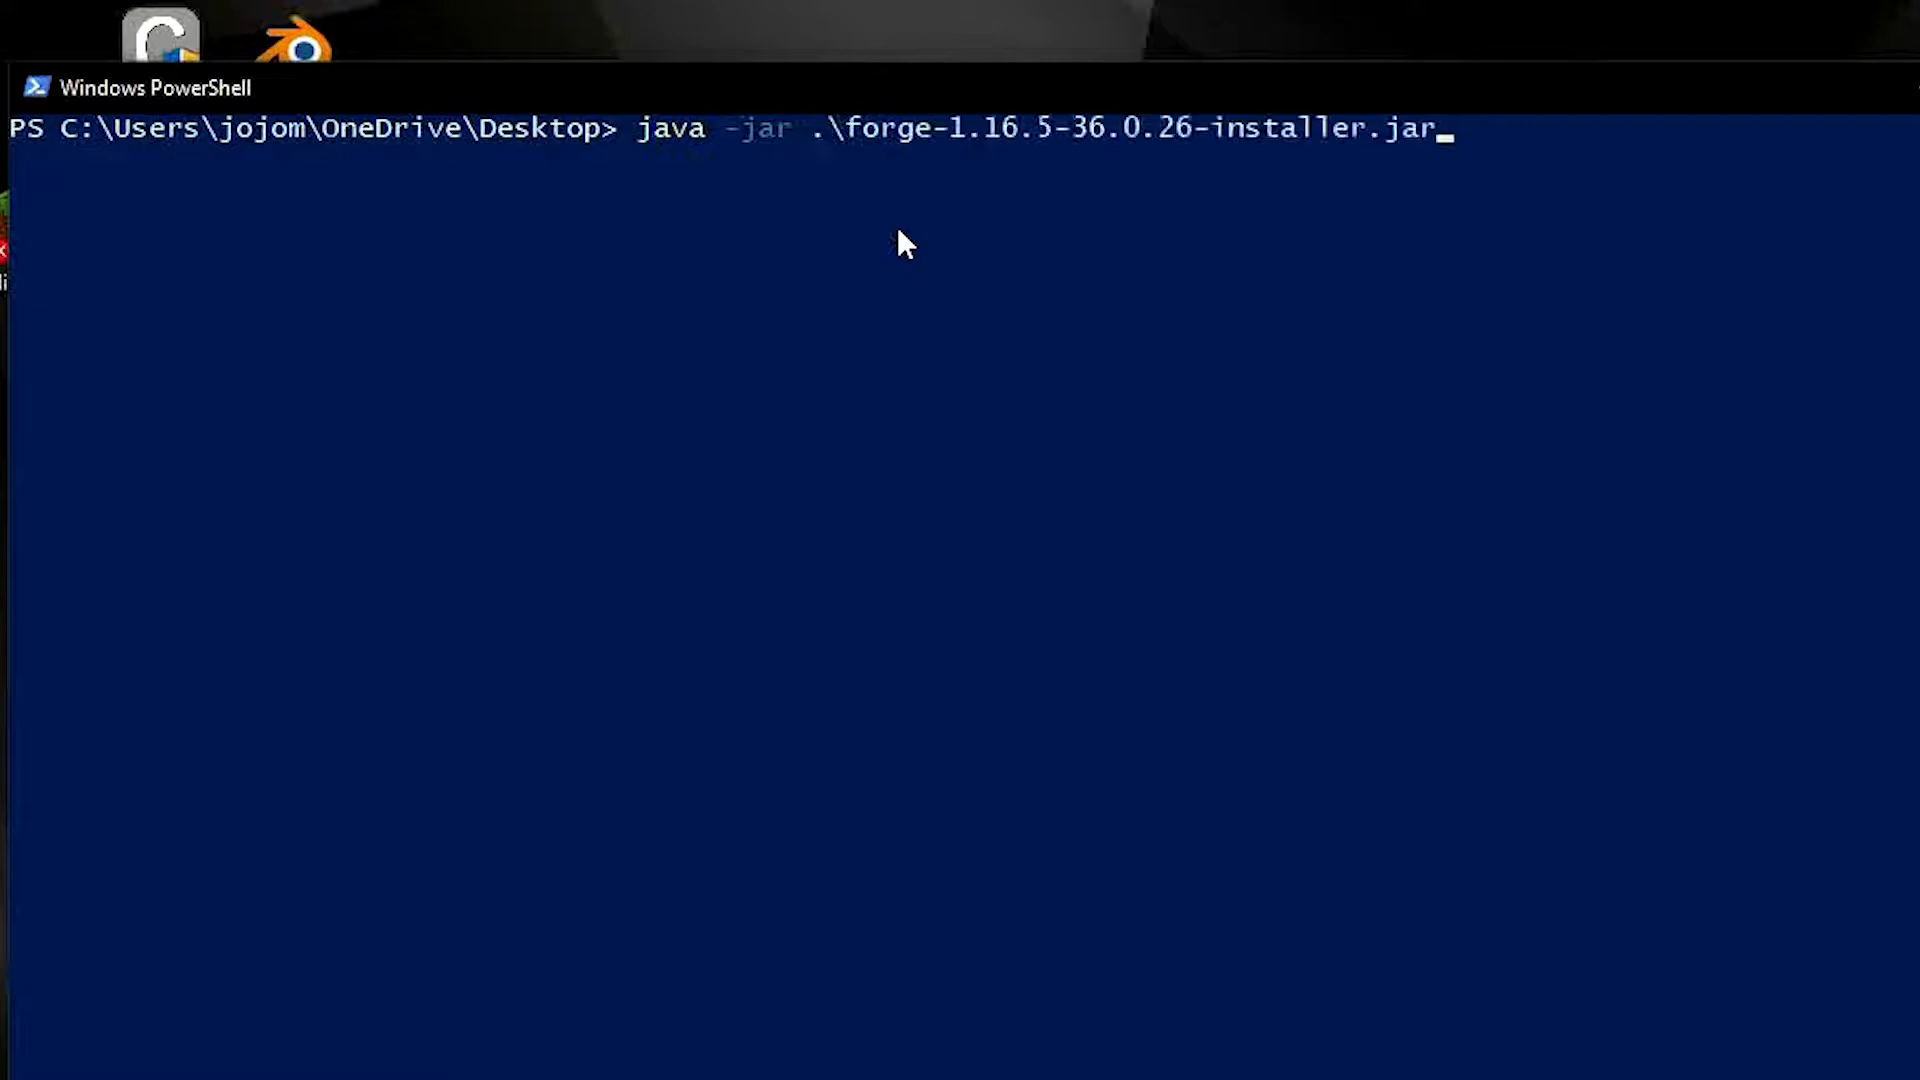 Windows PowerShell
PS C:\Users\jojom\OneDrive\Desktop> java -jar .\forge-1.16.5-36.0.26-installer.jar